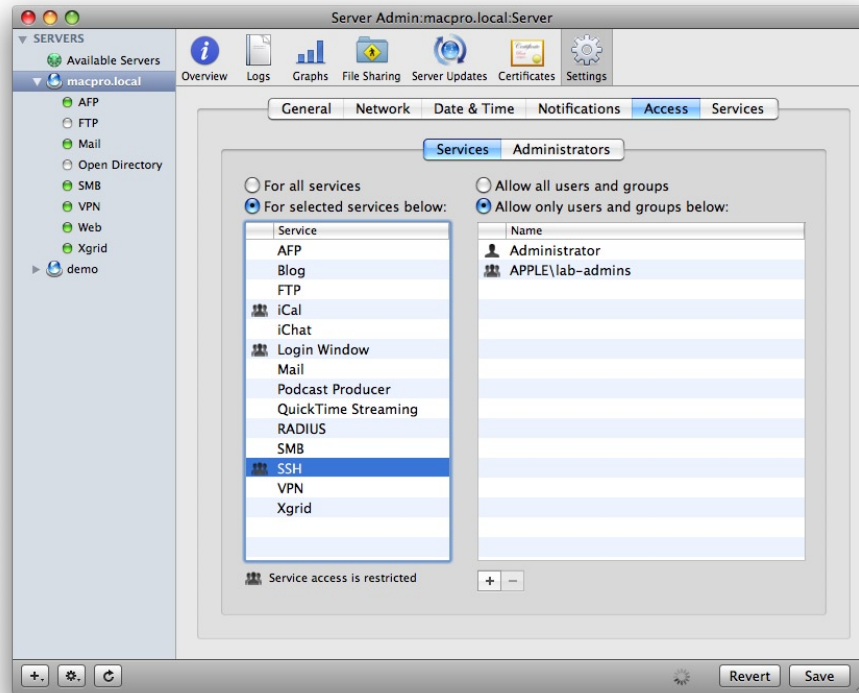 Server Admin:macpro.local:Server
SERVERS
Available Servers
macpro.local
AFP
FTP
Mail
Open Directory
SMB
VPN
Web
Xgrid
demo
Overview Logs Graphs File Sharing Server Updates Certificates Settings
General Network Date & Time Notifications Access Services
Services Administrators
For all services
For selected services below:
Allow all users and groups
Allow only users and groups below:
Service
AFP
Blog
FTP
iCal
iChat
Login Window
Mail
Podcast Producer
QuickTime Streaming
RADIUS
SMB
SSH
VPN
Xgrid
Service access is restricted
Name
Administrator
APPLE\lab-admins
Revert Save